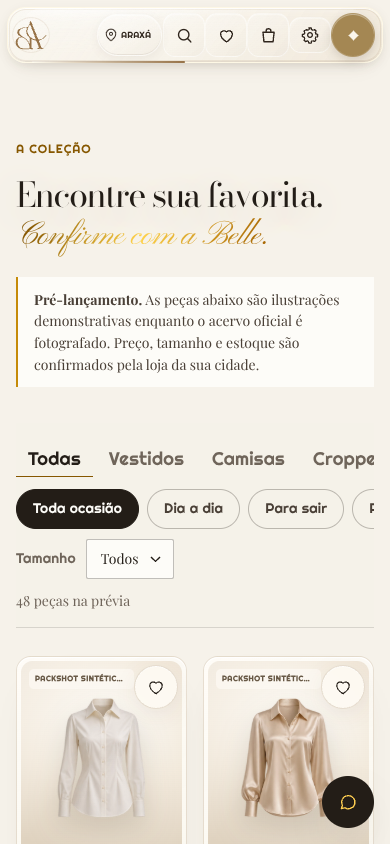 ARAXÁ
A COLEÇÃO
Encontre sua favorita.
Confirme com a Belle.
Pré-lançamento. As peças abaixo são ilustrações
demonstrativas enquanto o acervo oficial é
fotografado. Preço, tamanho e estoque são
confirmados pela loja da sua cidade.
Todas Vestidos Camisas Croppe
Toda ocasião Dia a dia Para sair
Tamanho Todos
48 peças na prévia
PACKSHOT SINTÉTIC... PACKSHOT SINTÉTIC...